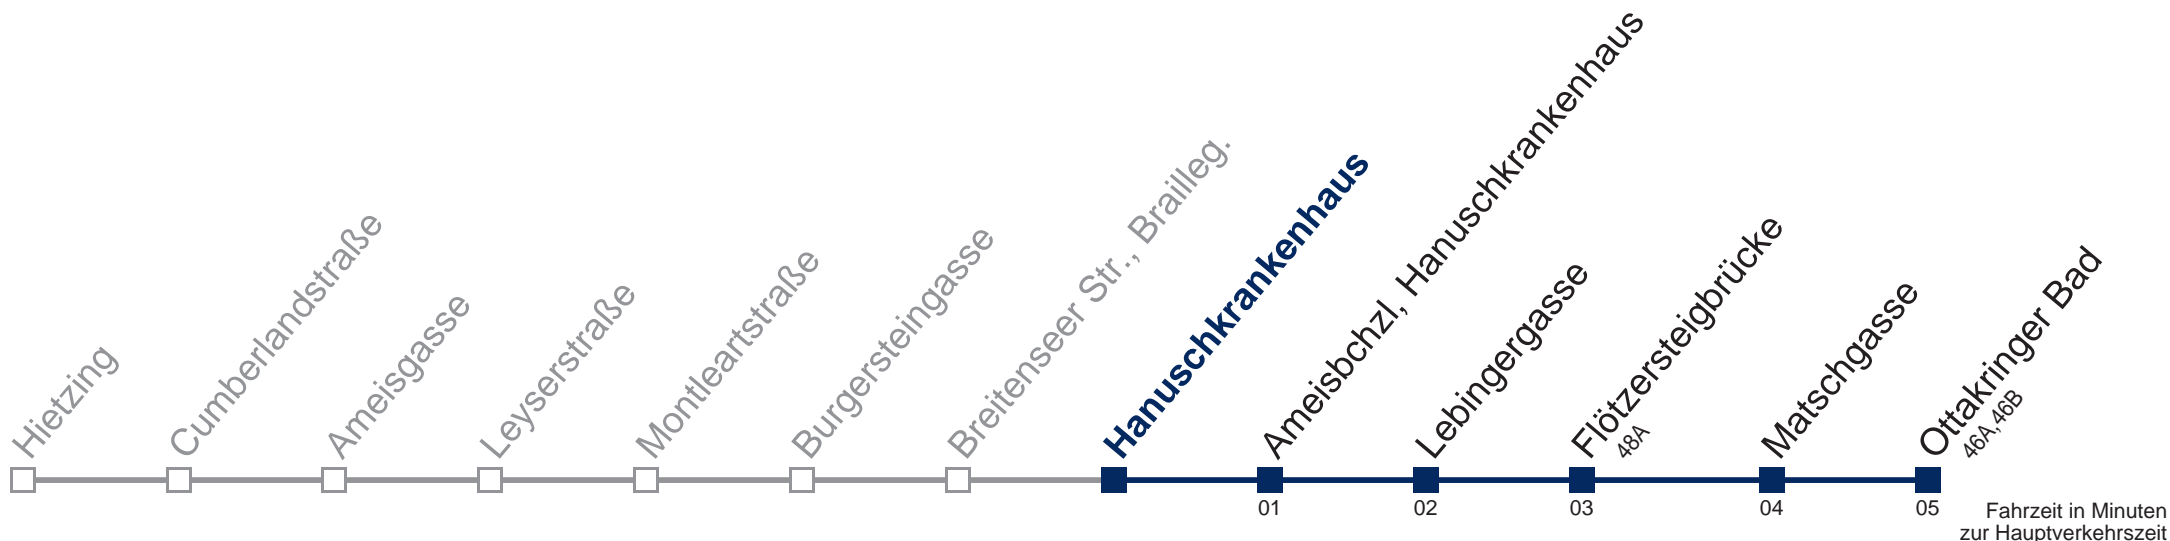 Hietzing
Cumberlandstraße
Ameisgasse
Leyserstraße
Montleartstraße
Burgersteingasse
Breitenseer Str., Brailleg.
Hanuschkrankenhaus
Ameisbchzl, Hanuschkrankenhaus
Lebingergasse
Flötzersteigbrücke
48A
Matschgasse
Ottakringer Bad
46A, 46B
01
02
03
04
05
Fahrzeit in Minuten
zur Hauptverkehrszeit